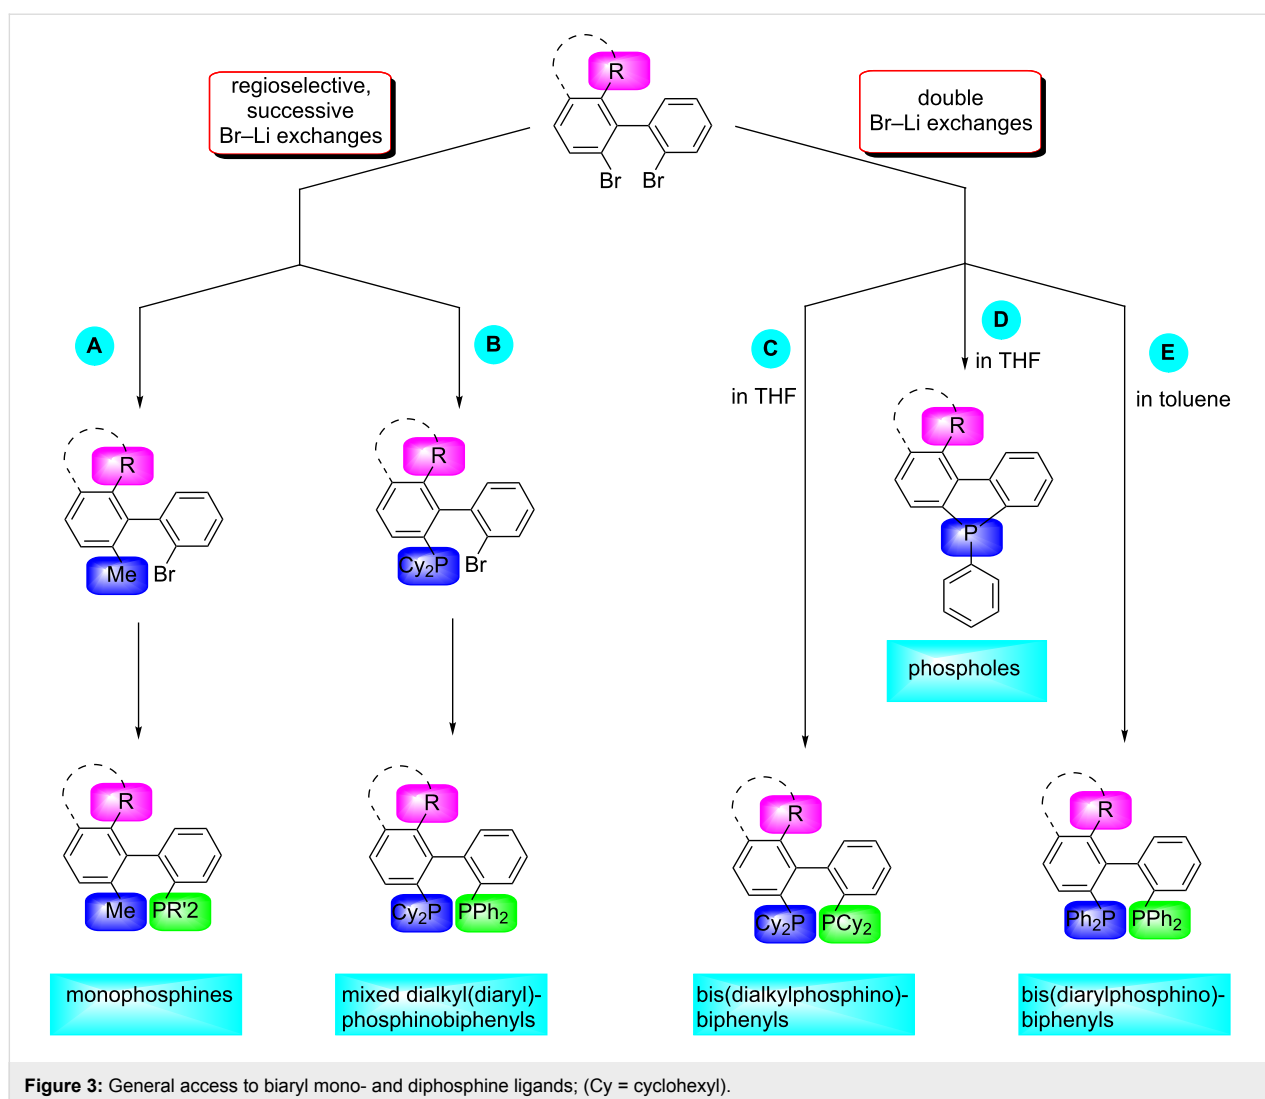 regioselective,
successive
Br–Li exchanges
R
Br Br
double
Br–Li exchanges
A
B
C
in THF
D
in THF
E
in toluene
R
Me Br
R
Cy₂P Br
R
P
phospholes
R
Me PR'2
R
Cy₂P PPh₂
R
Cy₂P PCy₂
R
Ph₂P PPh₂
monophosphines
mixed dialkyl(diaryl)-
phosphinobiphenyls
bis(dialkylphosphino)-
biphenyls
bis(diarylphosphino)-
biphenyls
Figure 3: General access to biaryl mono- and diphosphine ligands; (Cy = cyclohexyl).